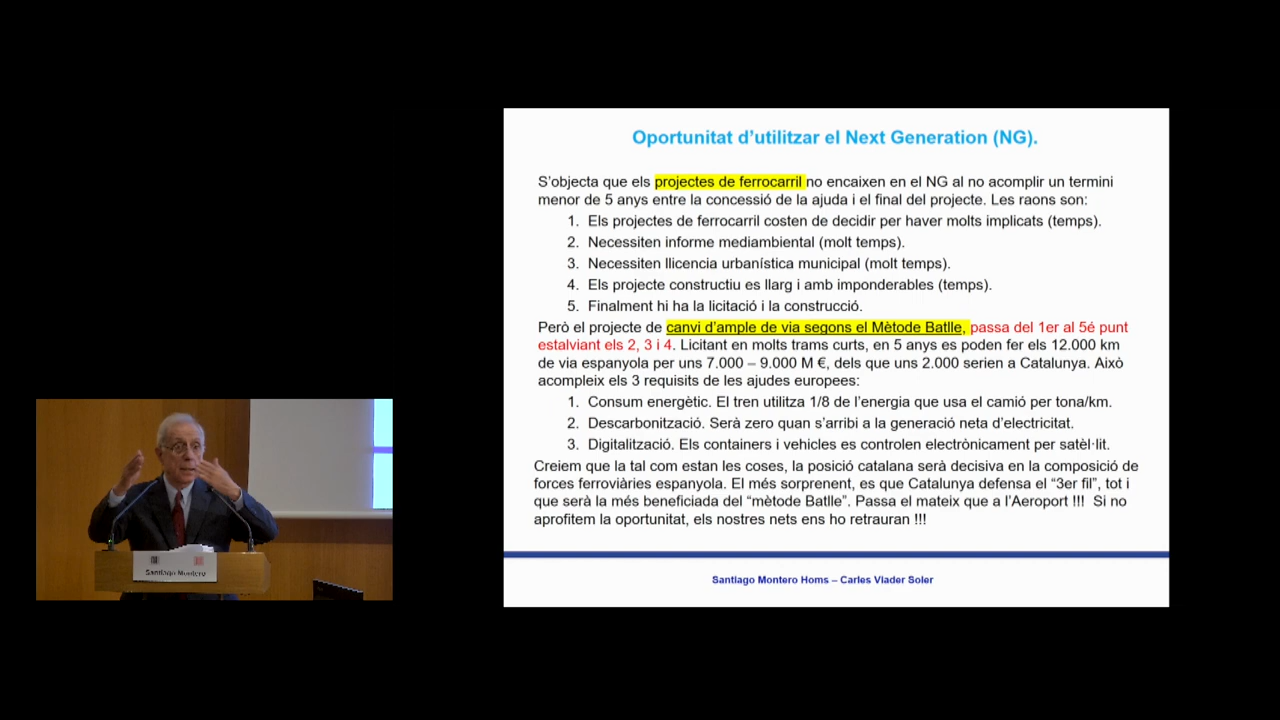 Oportunitat d'utilitzar el Next Generation (NG).
S'objecta que els projectes de ferrocarril no encaixen en el NG al no acomplir un termini
menor de 5 anys entre la concessió de la ajuda i el final del projecte. Les raons són:
1. Els projectes de ferrocarril costen de decidir per haver molts implicats (temps).
2. Necessiten informe mediambiental (molt temps).
3. Necessiten llicencia urbanística municipal (molt temps).
4. Els projecte constructiu es llarg i amb imponderables (temps).
5. Finalment hi ha la licitació i la construcció.
Però el projecte de canvi d'ample de via segons el Mètode Batlle, passa del 1er al 5é punt
estalviant els 2, 3 i 4. Licitant en molts trams curts, en 5 anys es poden fer els 12.000 km
de via espanyola per uns 7.000 – 9.000 M €, dels que uns 2.000 serien a Catalunya. Això
acompleix els 3 requisits de les ajudes europees:
1. Consum energètic. El tren utilitza 1/8 de l'energia que usa el camió per tona/km.
2. Descarbonització. Serà zero quan s'arribi a la generació neta d'electricitat.
3. Digitalització. Els containers i vehicles es controlen electrònicament per satèl·lit.
Creiem que la tal com estan les coses, la posició catalana serà decisiva en la composició de
forces ferroviàries espanyola. El més sorprenent, es que Catalunya defensa el “3er fil”, tot i
que serà la més beneficiada del “mètode Batlle”. Passa el mateix que a l'Aeroport !!! Si no
aprofitem la oportunitat, els nostres nets ens ho retrauran !!!
Santiago Montero Homs – Carles Viader Soler
Santiago Montero